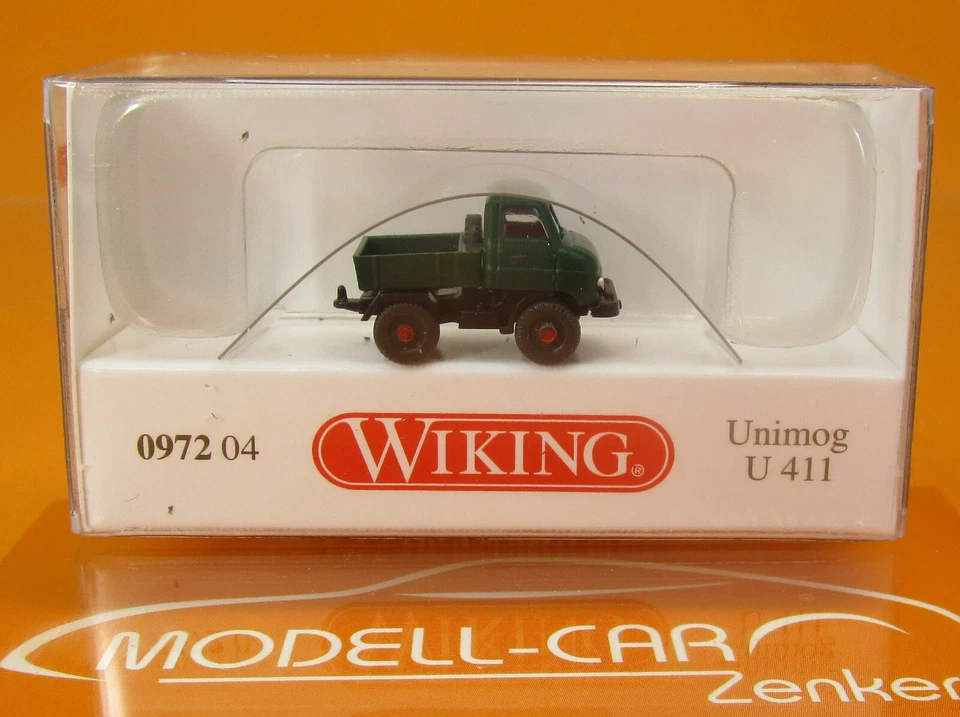 0972 04
WIKING®
Unimog
U 411
MODELL-CAR
Zenker